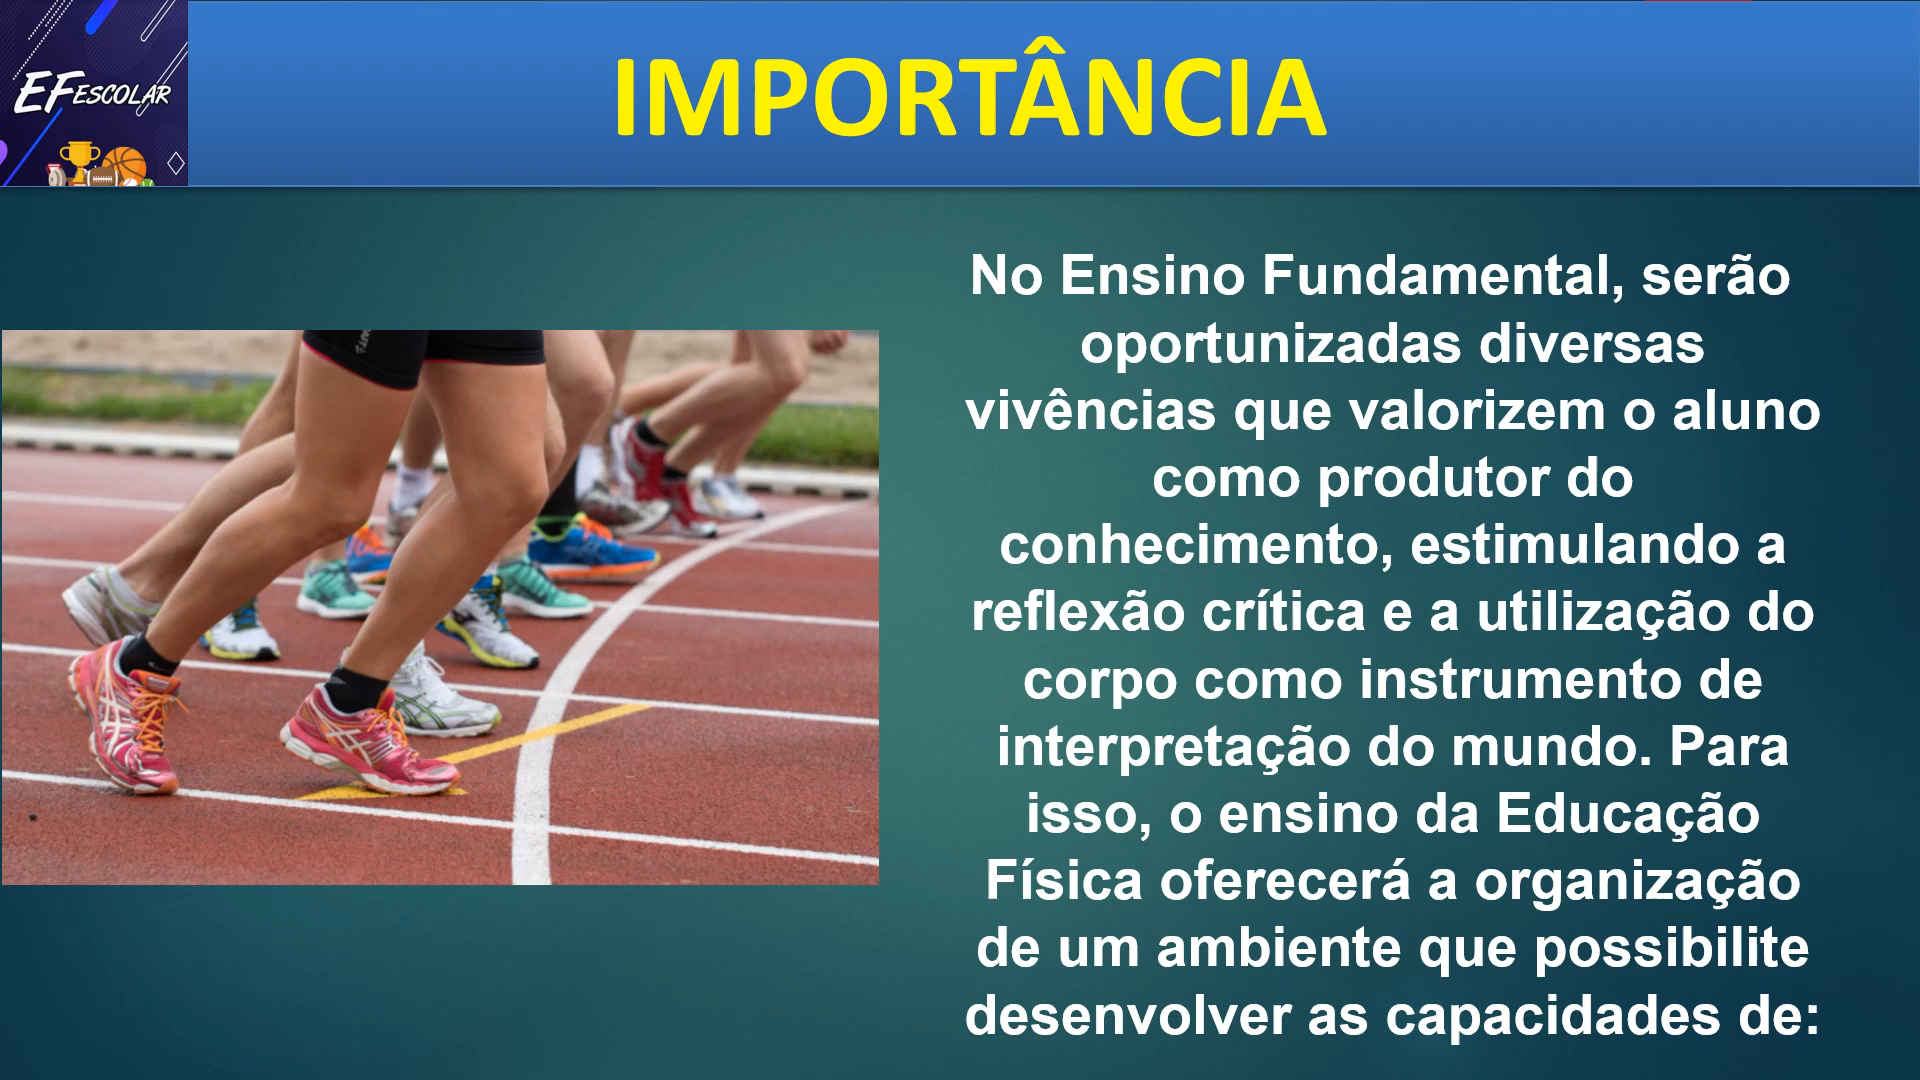 EF ESCOLAR
IMPORTÂNCIA
No Ensino Fundamental, serão
oportunizadas diversas
vivências que valorizem o aluno
como produtor do
conhecimento, estimulando a
reflexão crítica e a utilização do
corpo como instrumento de
interpretação do mundo. Para
isso, o ensino da Educação
Física oferecerá a organização
de um ambiente que possibilite
desenvolver as capacidades de: